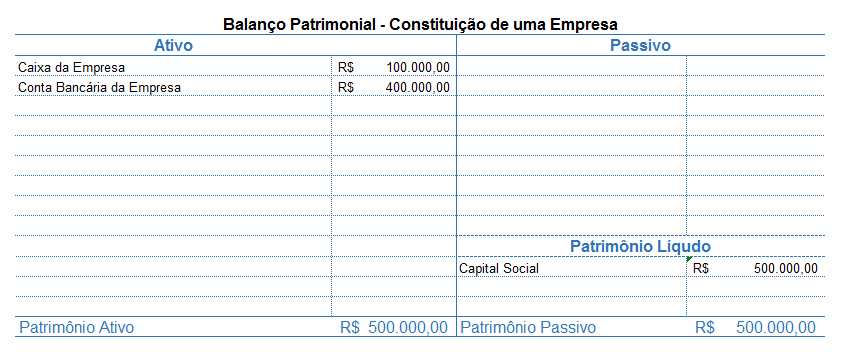 Balanço Patrimonial - Constituição de uma Empresa
Ativo Passivo
Caixa da Empresa R$ 100.000,00
Conta Bancária da Empresa R$ 400.000,00
Patrimônio Líqudo
Capital Social R$ 500.000,00
Patrimônio Ativo R$ 500.000,00 Patrimônio Passivo R$ 500.000,00